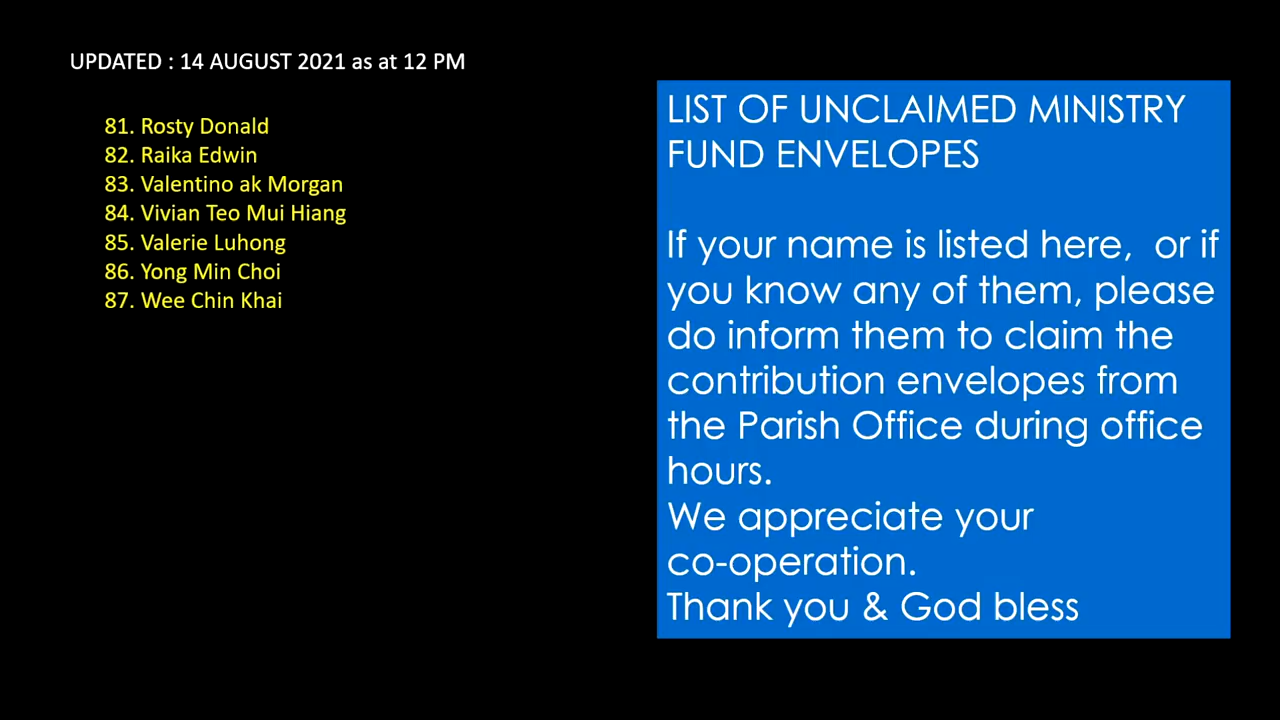 UPDATED : 14 AUGUST 2021 as at 12 PM
81. Rosty Donald
82. Raika Edwin
83. Valentino ak Morgan
84. Vivian Teo Mui Hiang
85. Valerie Luhong
86. Yong Min Choi
87. Wee Chin Khai
LIST OF UNCLAIMED MINISTRY
FUND ENVELOPES
If your name is listed here,  or if
you know any of them, please
do inform them to claim the
contribution envelopes from
the Parish Office during office
hours.
We appreciate your
co-operation.
Thank you & God bless